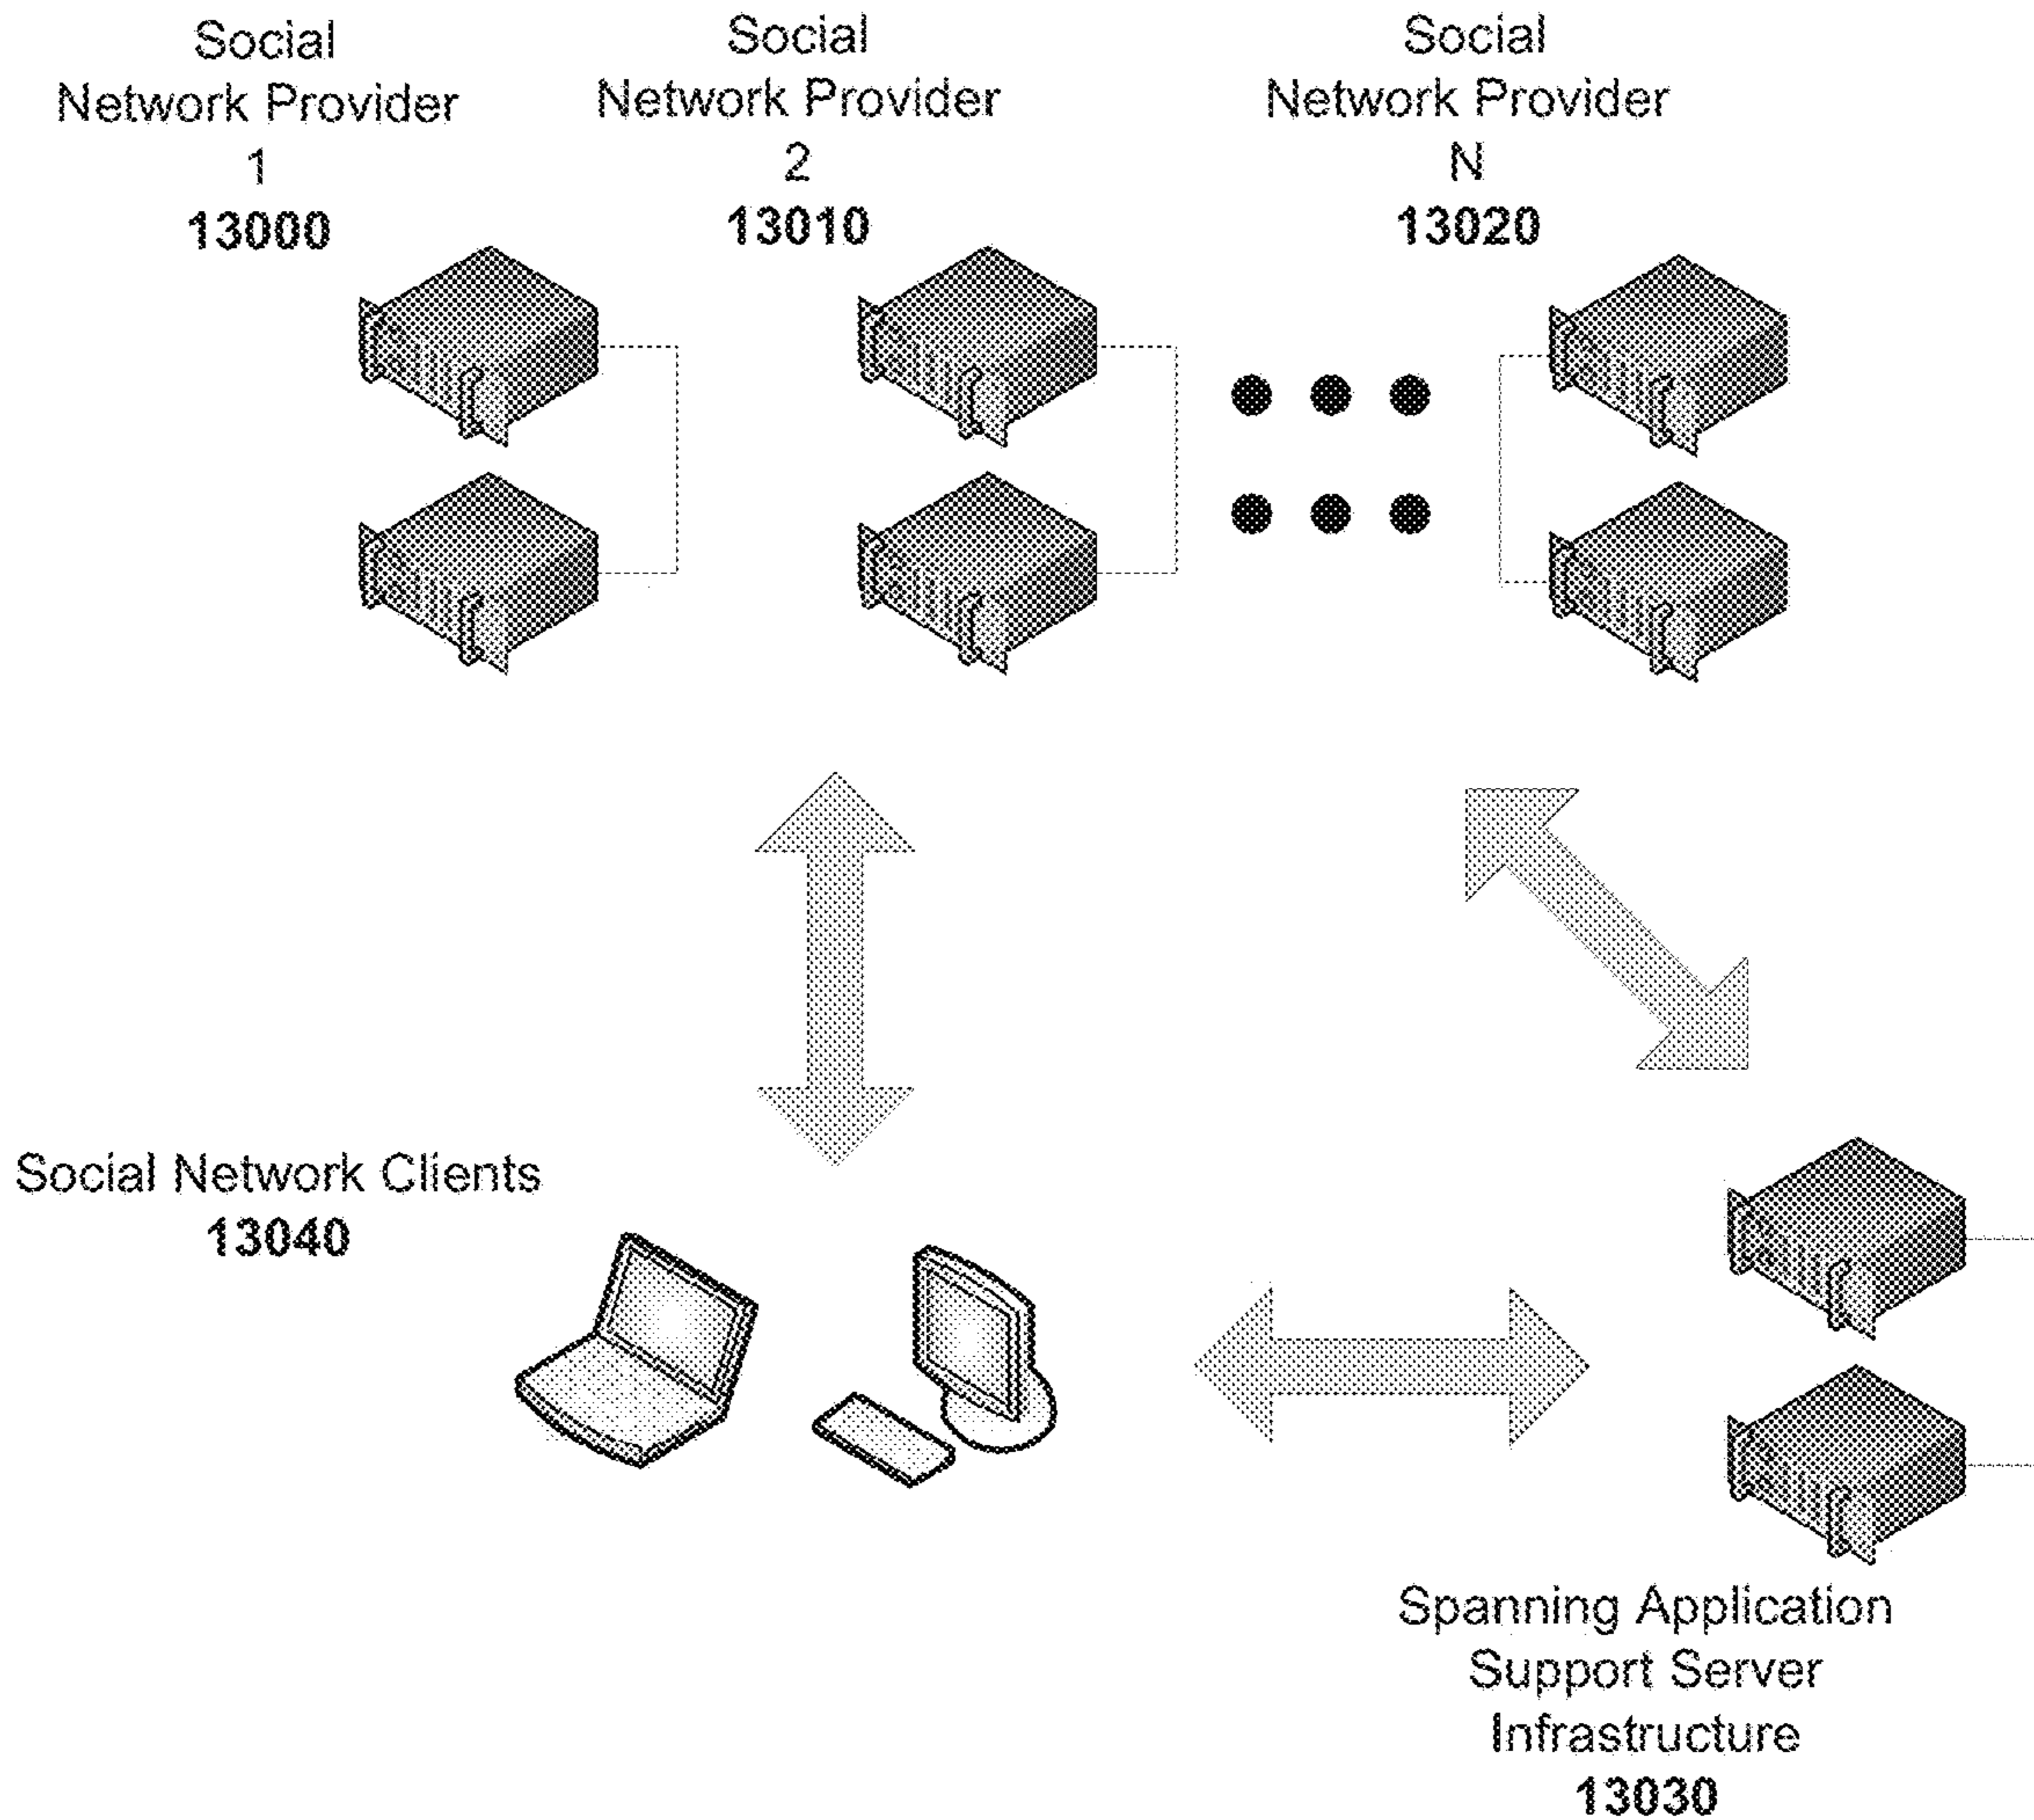 Social
Network Provider
1
13000
Social
Network Provider
2
13010
Social
Network Provider
N
13020
Social Network Clients
13040
Spanning Application
Support Server
Infrastructure
13030